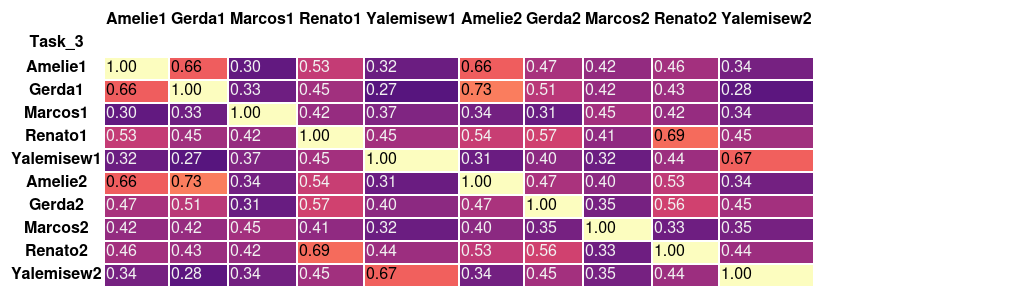 Amelie1 Gerda1 Marcos1 Renato1 Yalemisew1 Amelie2 Gerda2 Marcos2 Renato2 Yalemisew2
Task_3
Amelie1 1.00 0.66 0.30 0.53 0.32 0.66 0.47 0.42 0.46 0.34
Gerda1 0.66 1.00 0.33 0.45 0.27 0.73 0.51 0.42 0.43 0.28
Marcos1 0.30 0.33 1.00 0.42 0.37 0.34 0.31 0.45 0.42 0.34
Renato1 0.53 0.45 0.42 1.00 0.45 0.54 0.57 0.41 0.69 0.45
Yalemisew1 0.32 0.27 0.37 0.45 1.00 0.31 0.40 0.32 0.44 0.67
Amelie2 0.66 0.73 0.34 0.54 0.31 1.00 0.47 0.40 0.53 0.34
Gerda2 0.47 0.51 0.31 0.57 0.40 0.47 1.00 0.35 0.56 0.45
Marcos2 0.42 0.42 0.45 0.41 0.32 0.40 0.35 1.00 0.33 0.35
Renato2 0.46 0.43 0.42 0.69 0.44 0.53 0.56 0.33 1.00 0.44
Yalemisew2 0.34 0.28 0.34 0.45 0.67 0.34 0.45 0.35 0.44 1.00